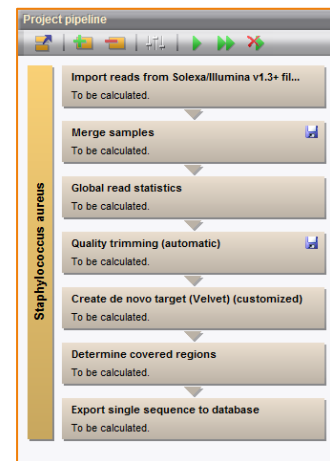 Project pipeline
Staphylococcus aureus
Import reads from Solexa/Illumina v1.3+ fil...
To be calculated.
Merge samples
To be calculated.
Global read statistics
To be calculated.
Quality trimming (automatic)
To be calculated.
Create de novo target (Velvet) (customized)
To be calculated.
Determine covered regions
To be calculated.
Export single sequence to database
To be calculated.